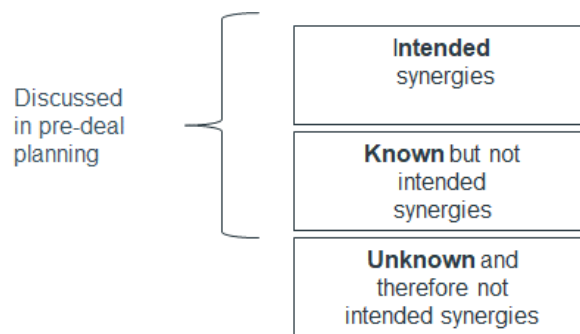 Discussed
in pre-deal
planning
Intended
synergies
Known but not
intended
synergies
Unknown and
therefore not
intended synergies